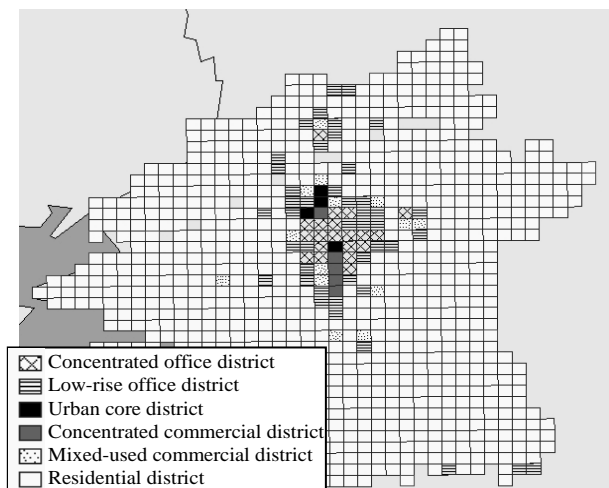 Concentrated office district
Low-rise office district
Urban core district
Concentrated commercial district
Mixed-used commercial district
Residential district